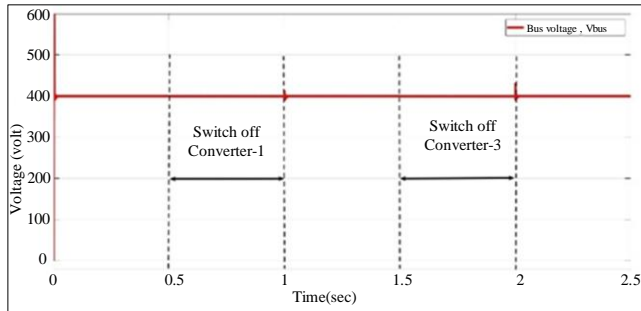 600
500
400
300
200
100
0
Voltage (volt)
Bus voltage , Vbus
Switch off
Converter-1
Switch off
Converter-3
0
0.5
1
1.5
2
2.5
Time(sec)